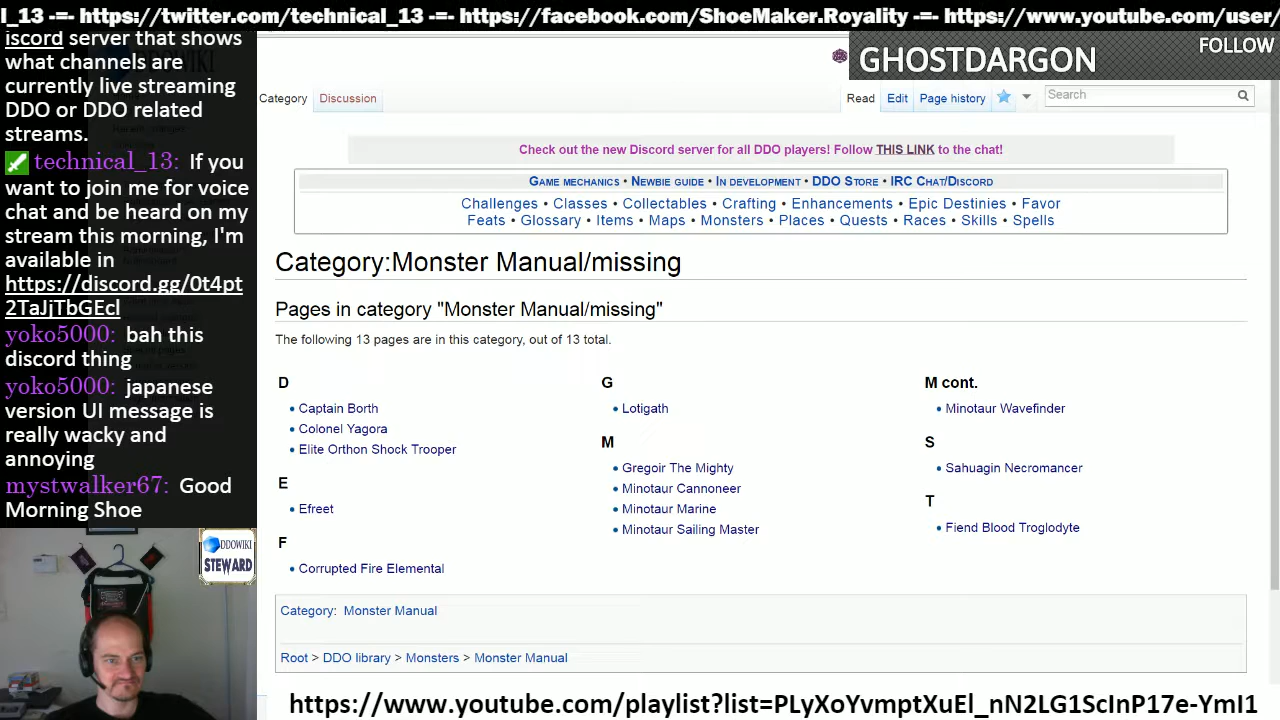 l_13 -=- https://twitter.com/technical_13 -=- https://facebook.com/ShoeMaker.Royality -=- https://www.youtube.com/user/
iscord server that shows
what channels are
currently live streaming
DDO or DDO related
streams.
technical_13: If you
want to join me for voice
chat and be heard on my
stream this morning, I'm
available in
https://discord.gg/0t4pt
2TaJjTbGEcl
yoko5000: bah this
discord thing
yoko5000: japanese
version UI message is
really wacky and
annoying
mystwalker67: Good
Morning Shoe
DDOWIKI
STEWARD
GHOSTDARGON
FOLLOW
Category Discussion
Read Edit Page history Search
Check out the new Discord server for all DDO players! Follow THIS LINK to the chat!
Game mechanics • Newbie guide • In development • DDO Store • IRC Chat/Discord
Challenges • Classes • Collectables • Crafting • Enhancements • Epic Destinies • Favor
Feats • Glossary • Items • Maps • Monsters • Places • Quests • Races • Skills • Spells
Category:Monster Manual/missing
Pages in category "Monster Manual/missing"
The following 13 pages are in this category, out of 13 total.
D
• Captain Borth
• Colonel Yagora
• Elite Orthon Shock Trooper
E
• Efreet
F
• Corrupted Fire Elemental
G
• Lotigath
M
• Gregoir The Mighty
• Minotaur Cannoneer
• Minotaur Marine
• Minotaur Sailing Master
M cont.
• Minotaur Wavefinder
S
• Sahuagin Necromancer
T
• Fiend Blood Troglodyte
Category: Monster Manual
Root > DDO library > Monsters > Monster Manual
https://www.youtube.com/playlist?list=PLyXoYvmptXuEl_nN2LG1ScInP17e-YmI1